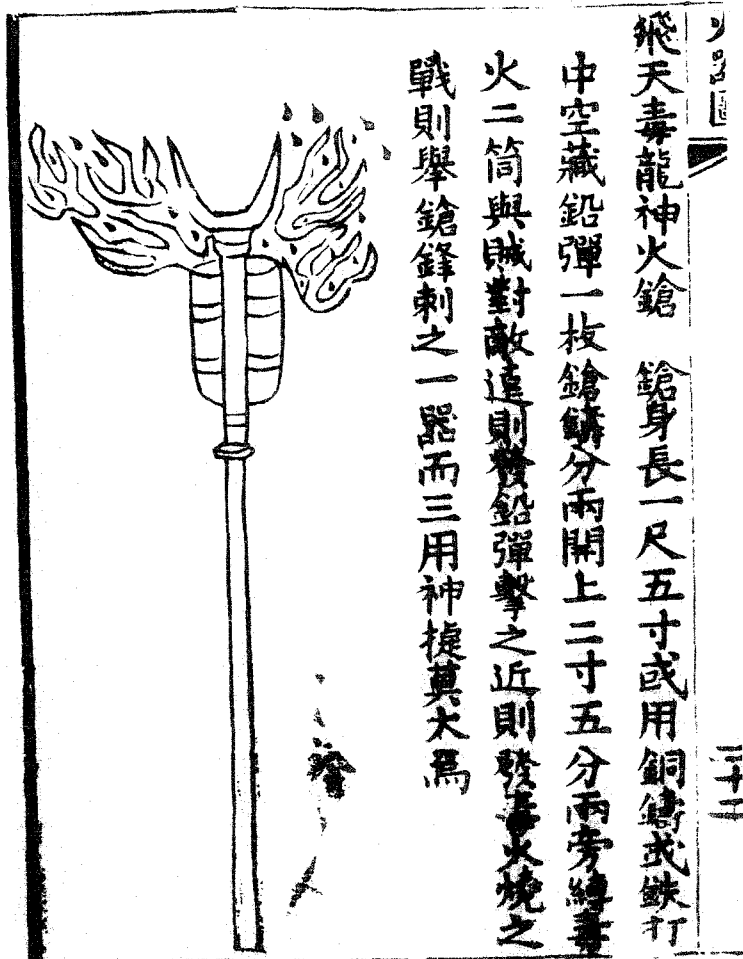 飛天毒龍神火鎗　鎗身長一尺五寸或用銅鑄或鉄打
中空藏鉛彈一枚鎗鋒分兩開上二寸五分兩旁縛毒
火二筒與賊對敵遠則發鉛彈擊之近則發毒火燒之
戰則舉鎗鋒刺之一器而三用神捷莫大焉